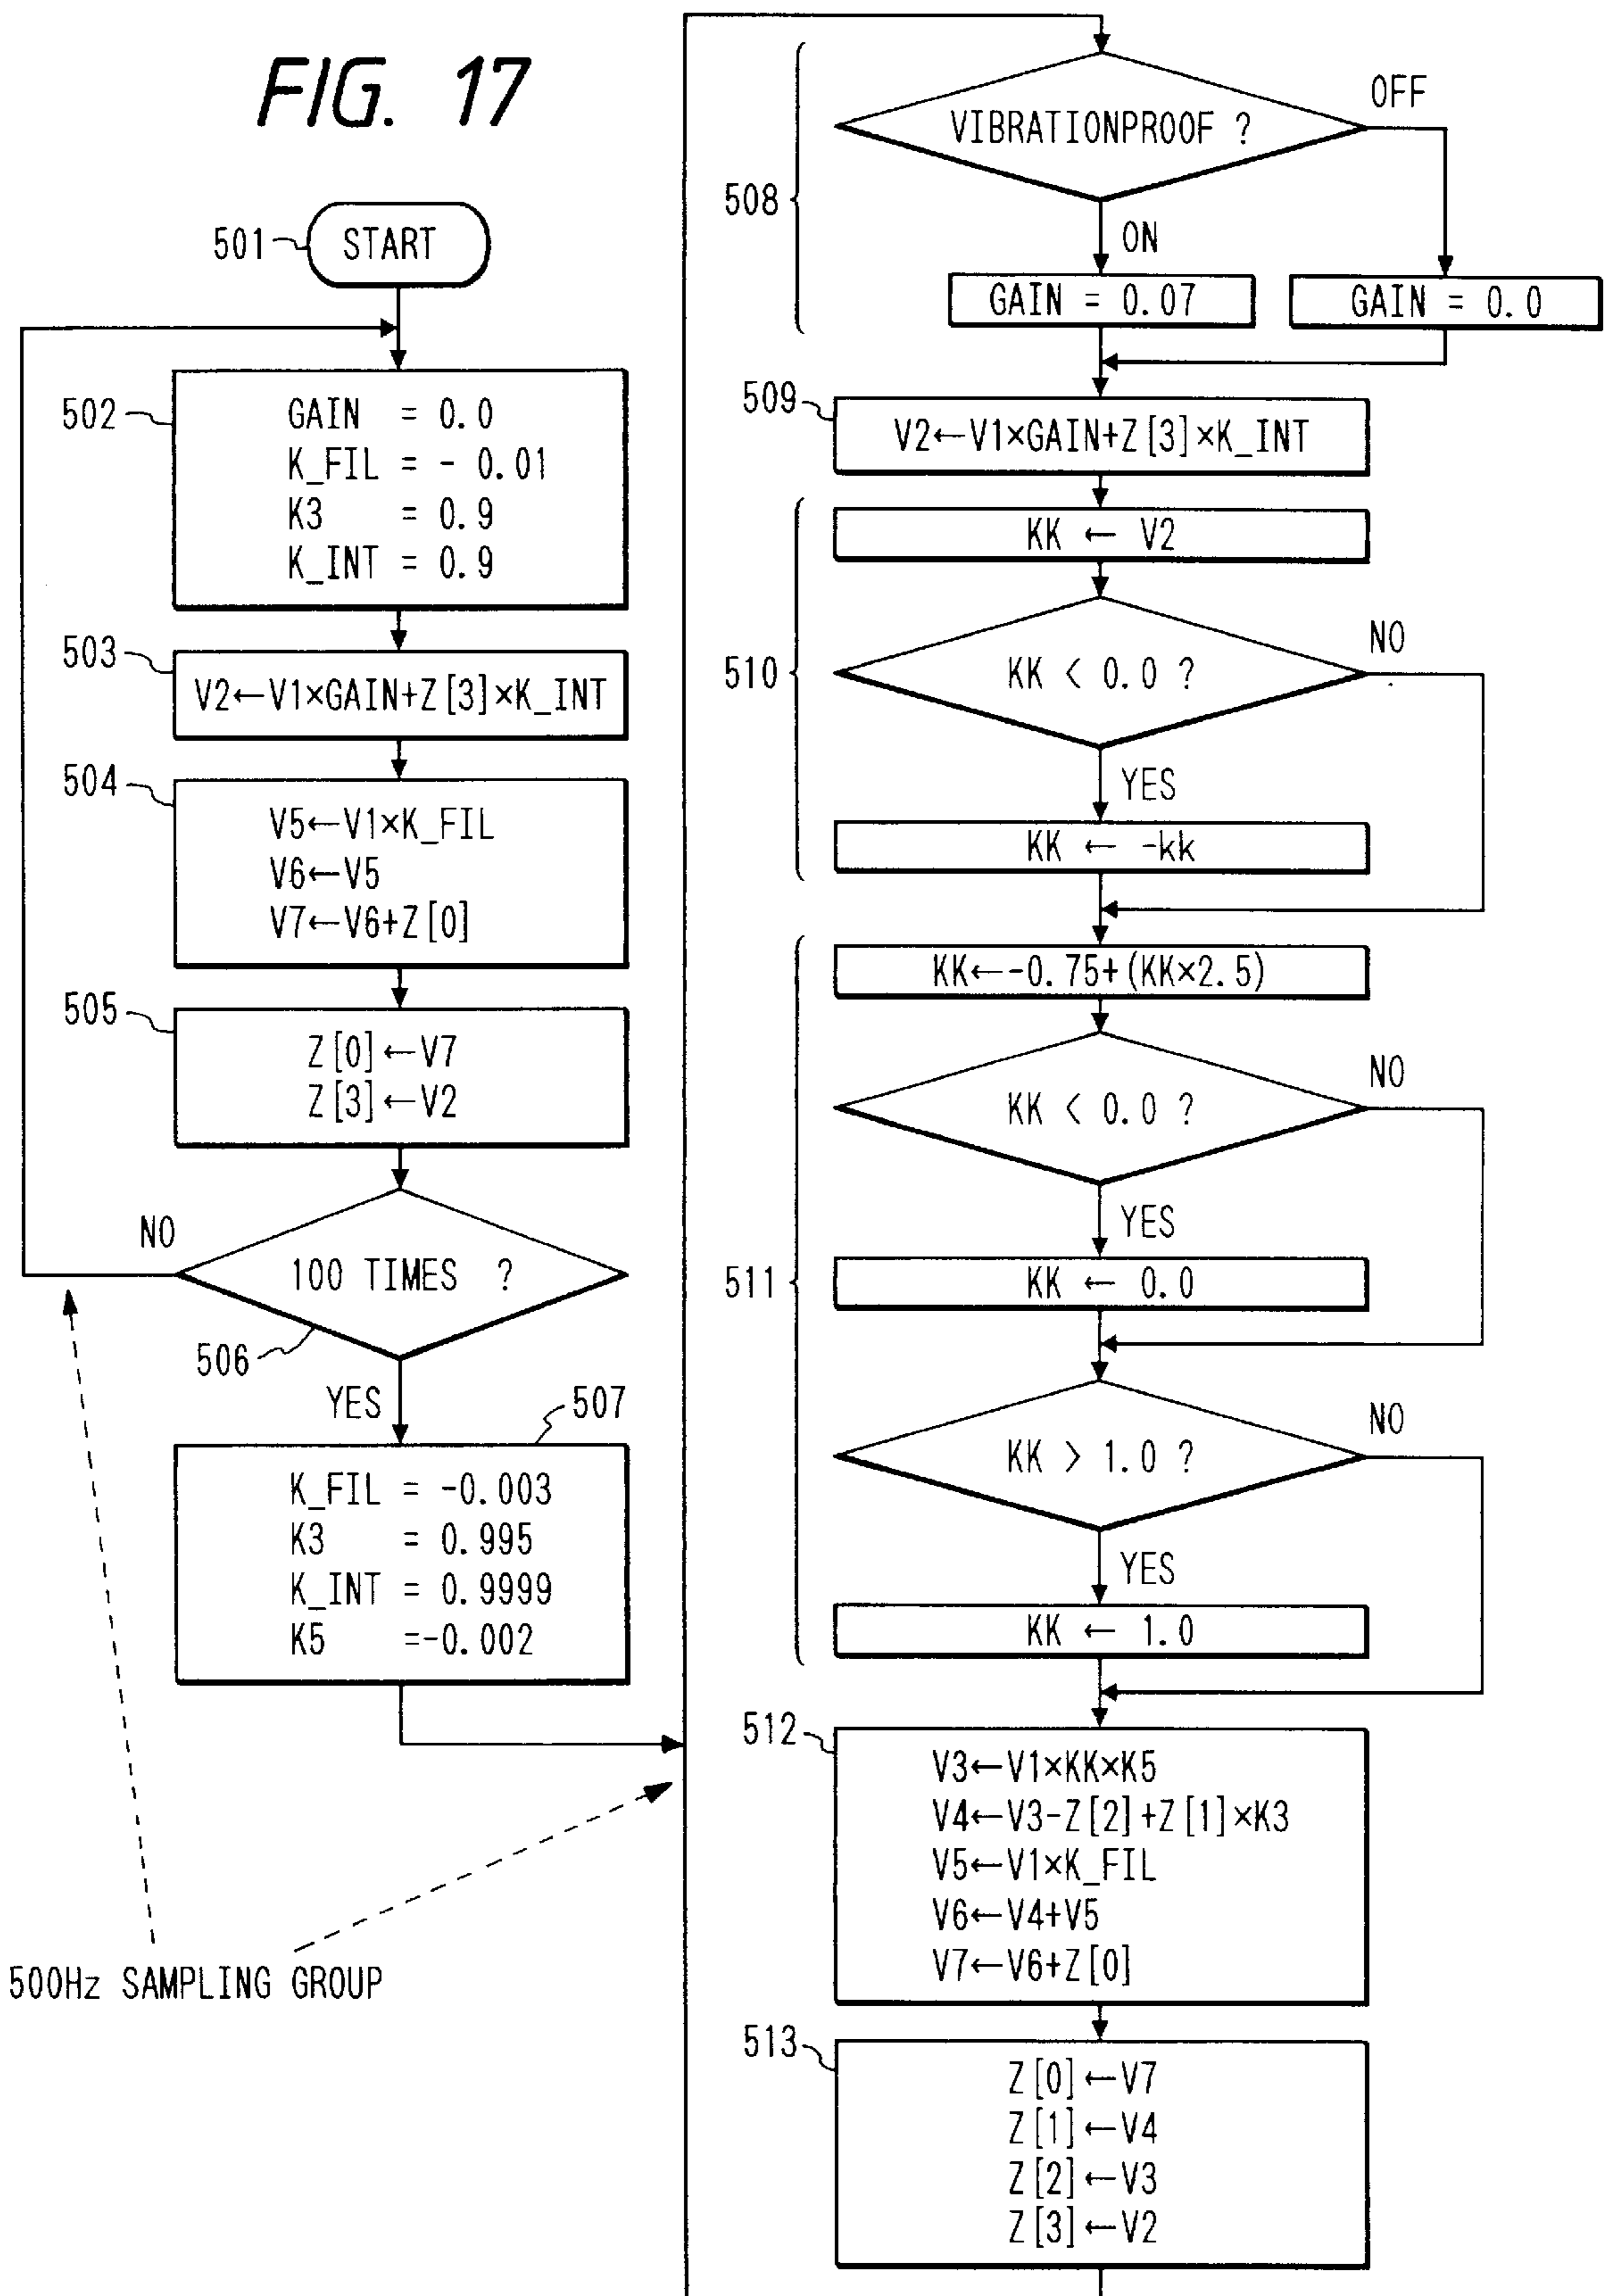 FIG. 17
501
START
502
GAIN = 0.0
K_FIL = - 0.01
K3 = 0.9
K_INT = 0.9
503
V2←V1×GAIN+Z[3]×K_INT
504
V5←V1×K_FIL
V6←V5
V7←V6+Z[0]
505
Z[0]←V7
Z[3]←V2
NO
100 TIMES ?
506
YES
507
K_FIL = -0.003
K3 = 0.995
K_INT = 0.9999
K5 =-0.002
500Hz SAMPLING GROUP
508
VIBRATIONPROOF ?
OFF
ON
GAIN = 0.07
GAIN = 0.0
509
V2←V1×GAIN+Z[3]×K_INT
510
KK ← V2
KK < 0.0 ?
NO
YES
KK ← -kk
511
KK←-0.75+(KK×2.5)
KK < 0.0 ?
NO
YES
KK ← 0.0
KK > 1.0 ?
NO
YES
KK ← 1.0
512
V3←V1×KK×K5
V4←V3-Z[2]+Z[1]×K3
V5←V1×K_FIL
V6←V4+V5
V7←V6+Z[0]
513
Z[0]←V7
Z[1]←V4
Z[2]←V3
Z[3]←V2